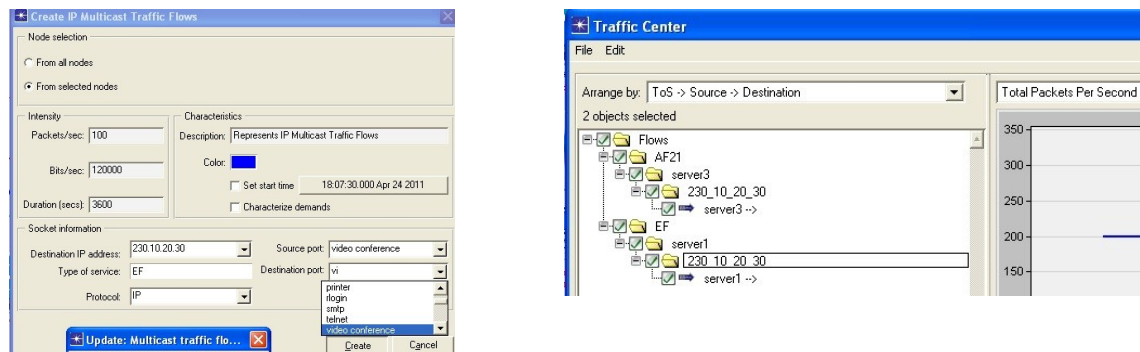 Create IP Multicast Traffic Flows
Node selection
From all nodes
From selected nodes
Intensity
Packets/sec: 100
Bits/sec: 120000
Duration (secs): 3600
Characteristics
Description: Represents IP Multicast Traffic Flows
Color:
Set start time 18:07:30.000 Apr 24 2011
Characterize demands
Socket information
Destination IP address: 230.10.20.30
Source port: video conference
Type of service: EF
Destination port: vi
Protocol: IP
printer
rlogin
smtp
telnet
video conference
Update: Multicast traffic flo...
Create Cancel
Traffic Center
File Edit
Arrange by: ToS -> Source -> Destination
2 objects selected
Flows
AF21
server3
230_10_20_30
server3 -->
EF
server1
230_10_20_30
server1 -->
Total Packets Per Second
350
300
250
200
150